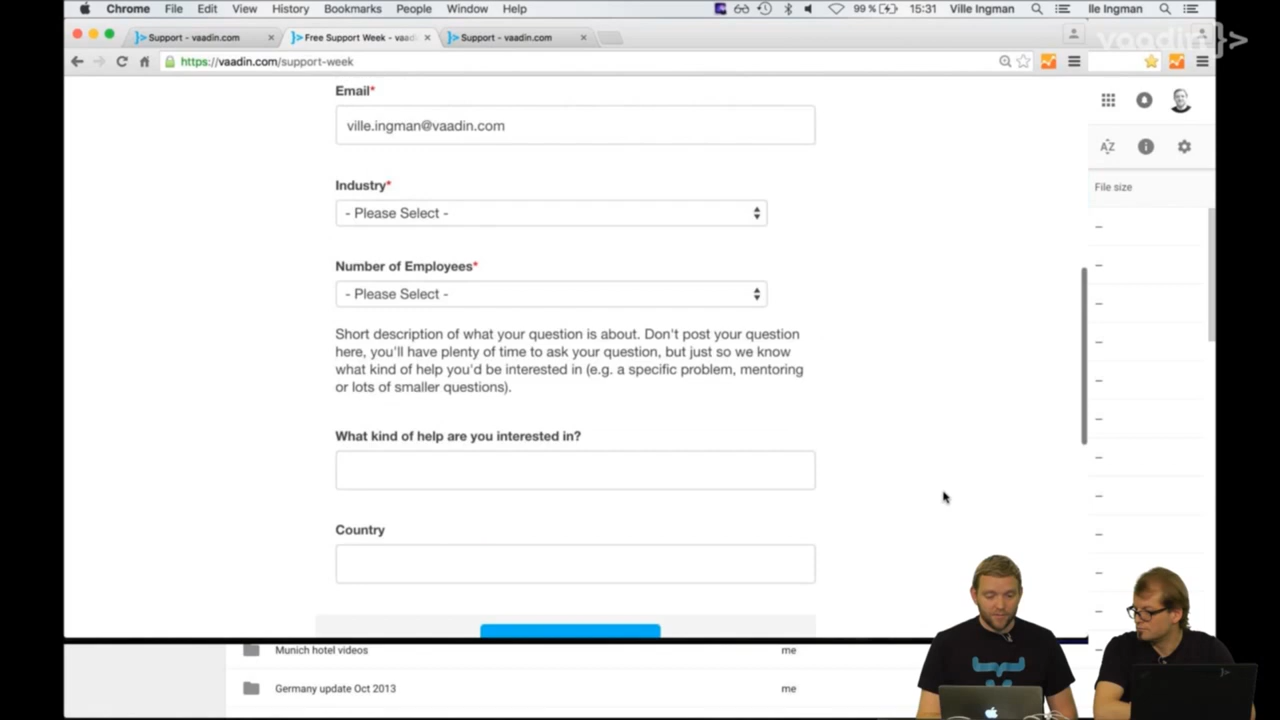 Chrome File Edit View History Bookmarks People Window Help 99 % 15:31 Ville Ingman lle Ingman
Support - vaadin.com Free Support Week - vaad Support - vaadin.com
vaadin}>
https://vaadin.com/support-week
Email*
ville.ingman@vaadin.com
Industry*
- Please Select -
File size
Number of Employees*
- Please Select -
Short description of what your question is about. Don't post your question
here, you'll have plenty of time to ask your question, but just so we know
what kind of help you'd be interested in (e.g. a specific problem, mentoring
or lots of smaller questions).
What kind of help are you interested in?
Country
Munich hotel videos me
Germany update Oct 2013 me